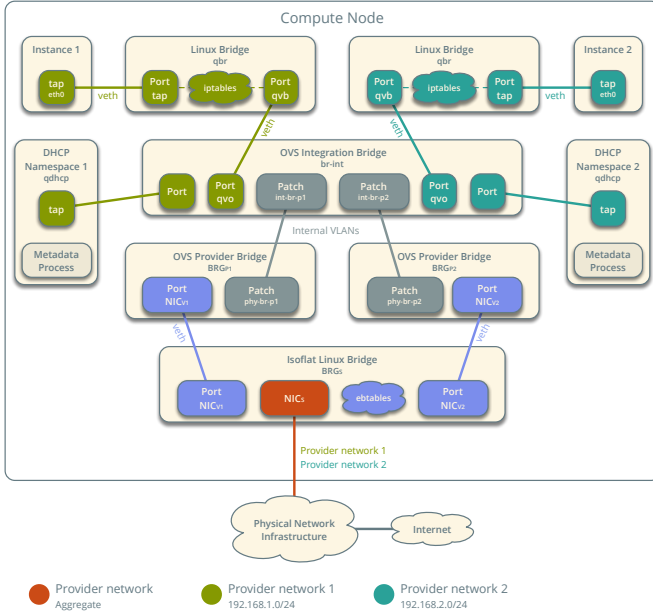 Compute Node
Instance 1
tap
eth0
veth
Linux Bridge
qbr
Port
tap
iptables
Port
qvb
Linux Bridge
qbr
Port
qvb
iptables
Port
tap
veth
Instance 2
tap
eth0
veth
veth
DHCP
Namespace 1
qdhcp
tap
Metadata
Process
OVS Integration Bridge
br-int
Port
Port
qvo
Patch
int-br-p1
Patch
int-br-p2
Port
qvo
Port
DHCP
Namespace 2
qdhcp
tap
Metadata
Process
Internal VLANs
OVS Provider Bridge
BRGP1
Port
NICV1
Patch
phy-br-p1
OVS Provider Bridge
BRGP2
Patch
phy-br-p2
Port
NICV2
veth
veth
Isoflat Linux Bridge
BRGS
Port
NICV1
NICS
ebtables
Port
NICV2
Provider network 1
Provider network 2
Physical Network
Infrastructure
Internet
Provider network
Aggregate
Provider network 1
192.168.1.0/24
Provider network 2
192.168.2.0/24